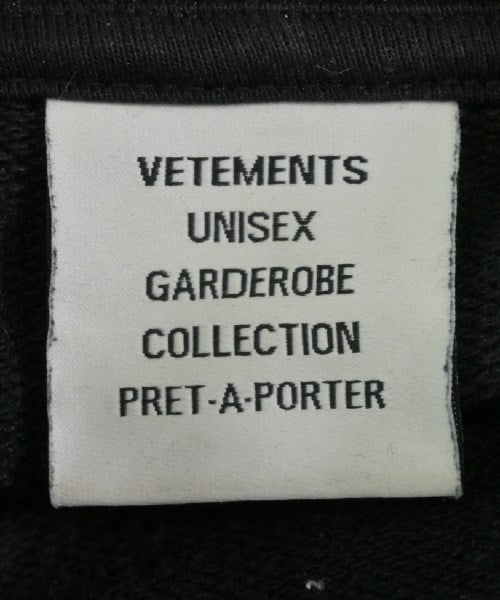 VETEMENTS
UNISEX
GARDEROBE
COLLECTION
PRET-A-PORTER